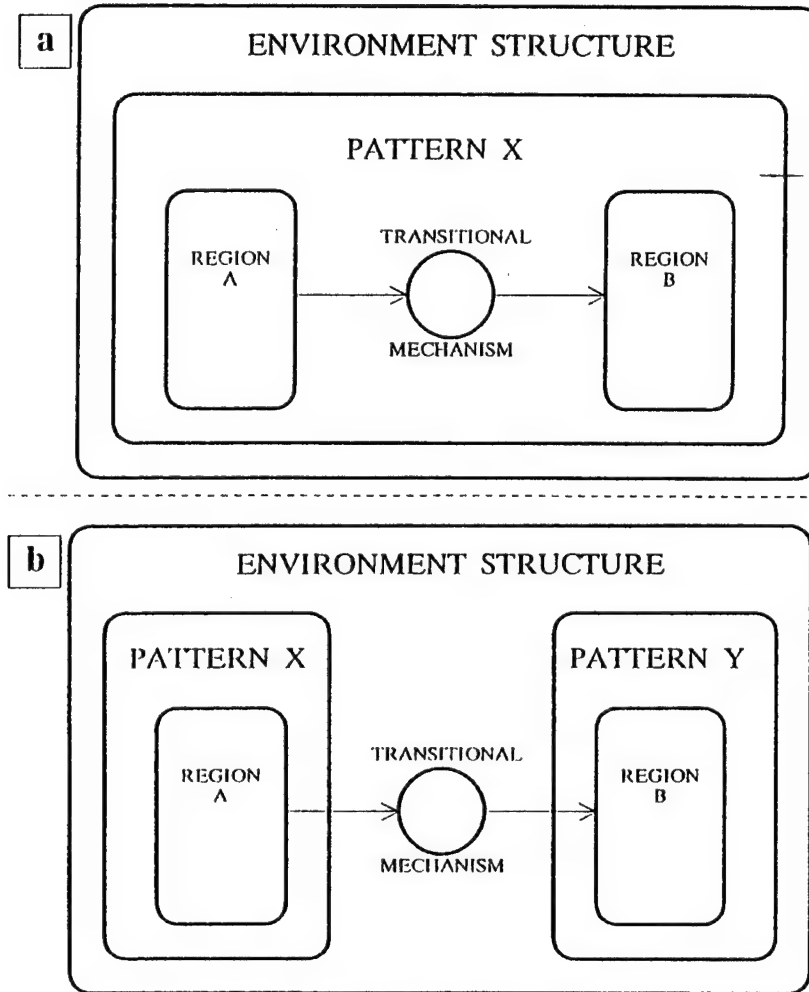 a
ENVIRONMENT STRUCTURE
PATTERN X
REGION
A
TRANSITIONAL
MECHANISM
REGION
B
b
ENVIRONMENT STRUCTURE
PATTERN X
PATTERN Y
REGION
A
TRANSITIONAL
MECHANISM
REGION
B